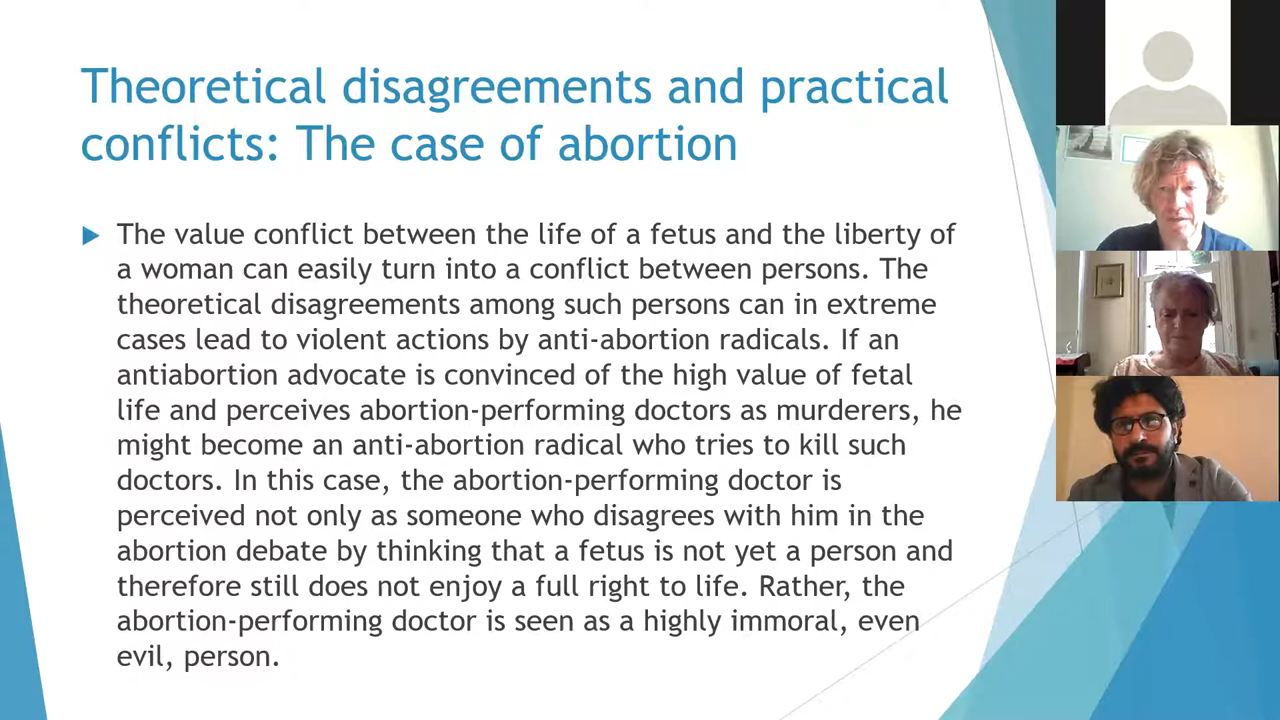 Theoretical disagreements and practical
conflicts: The case of abortion
The value conflict between the life of a fetus and the liberty of
a woman can easily turn into a conflict between persons. The
theoretical disagreements among such persons can in extreme
cases lead to violent actions by anti-abortion radicals. If an
antiabortion advocate is convinced of the high value of fetal
life and perceives abortion-performing doctors as murderers, he
might become an anti-abortion radical who tries to kill such
doctors. In this case, the abortion-performing doctor is
perceived not only as someone who disagrees with him in the
abortion debate by thinking that a fetus is not yet a person and
therefore still does not enjoy a full right to life. Rather, the
abortion-performing doctor is seen as a highly immoral, even
evil, person.